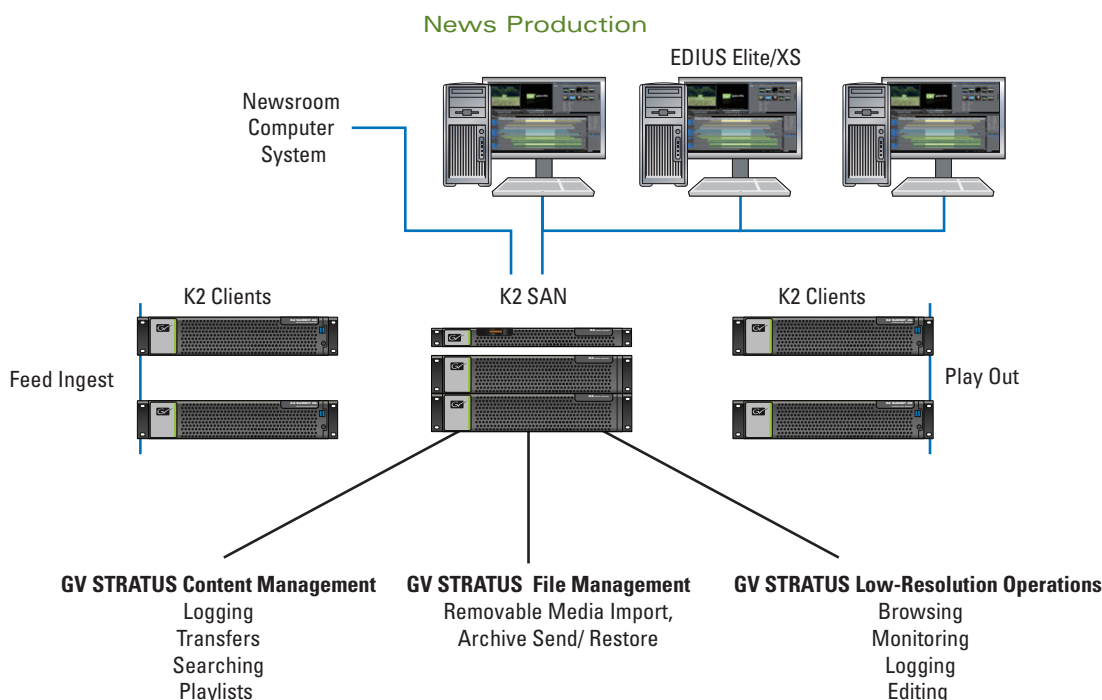 News Production
EDIUS Elite/XS
Newsroom
Computer
System
K2 Clients
K2 SAN
K2 Clients
Feed Ingest
Play Out
GV STRATUS Content Management
Logging
Transfers
Searching
Playlists
GV STRATUS File Management
Removable Media Import,
Archive Send/ Restore
GV STRATUS Low-Resolution Operations
Browsing
Monitoring
Logging
Editing